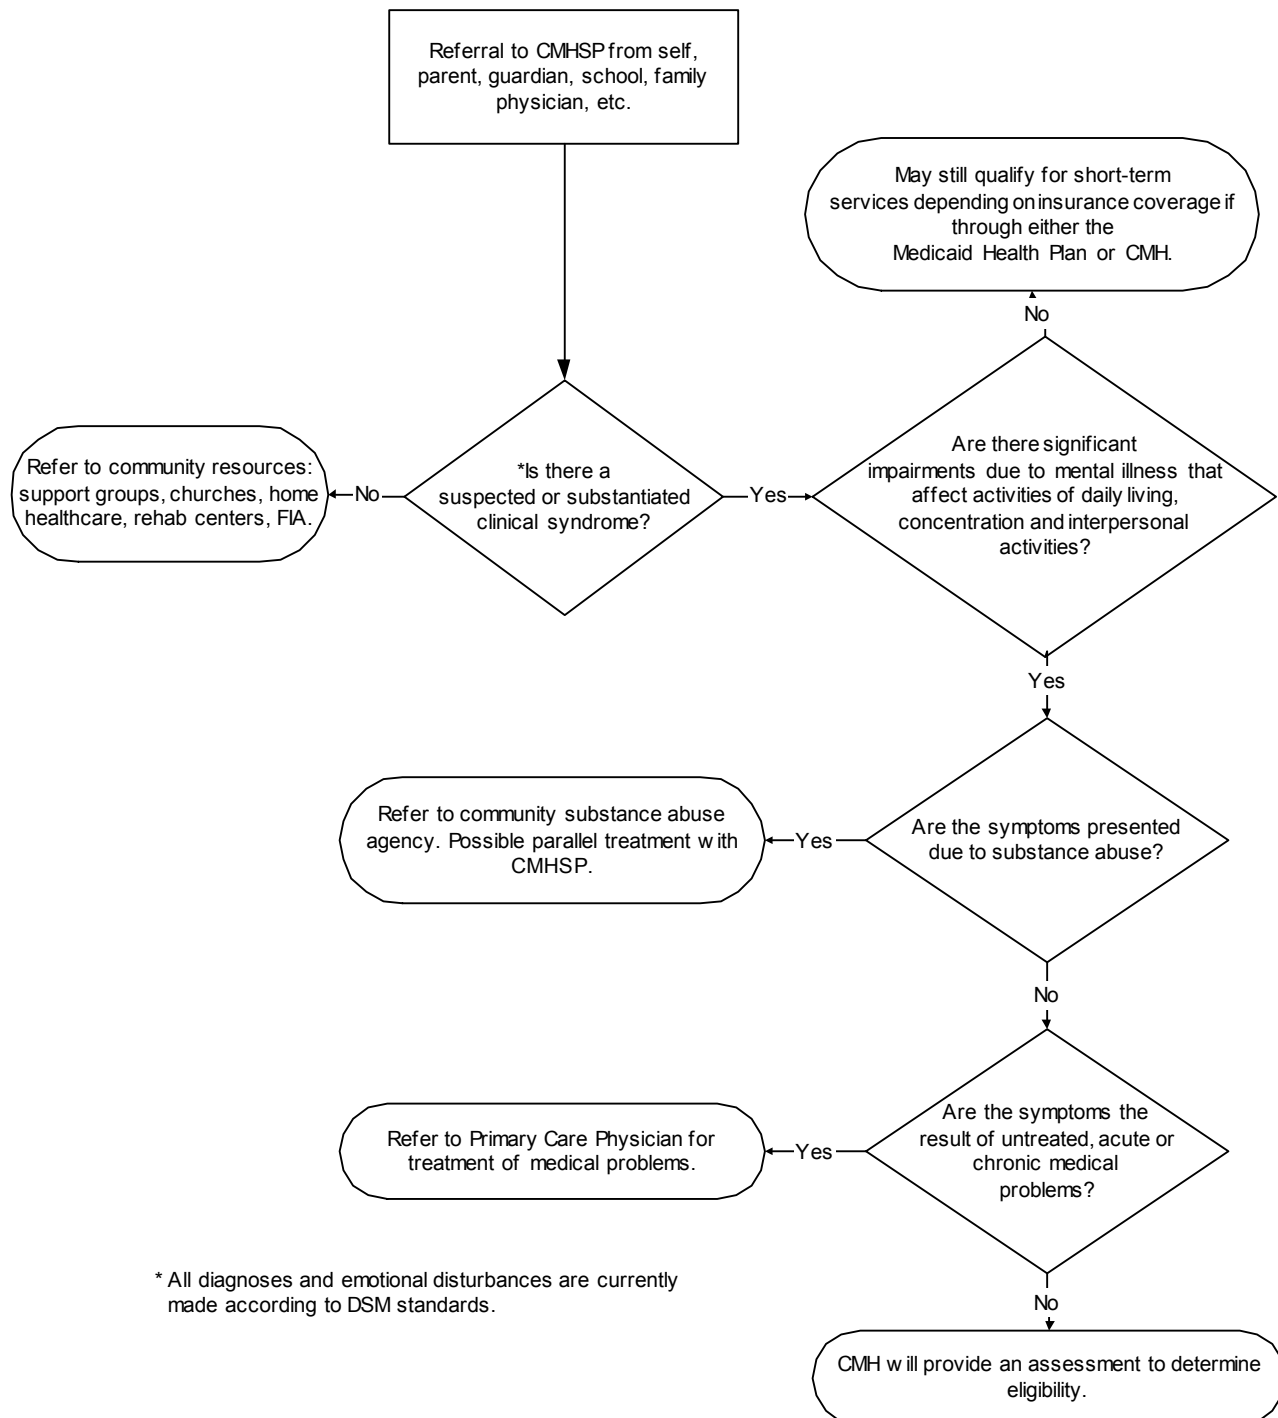 Referral to CMHSP from self,
parent, guardian, school, family
physician, etc.
May still qualify for short-term
services depending on insurance coverage if
through either the
Medicaid Health Plan or CMH.
No
Are there significant
impairments due to mental illness that
affect activities of daily living,
concentration and interpersonal
activities?
*Is there a
suspected or substantiated
clinical syndrome?
Yes
No
Refer to community resources:
support groups, churches, home
healthcare, rehab centers, FIA.
Yes
Are the symptoms presented
due to substance abuse?
Yes
Refer to community substance abuse
agency. Possible parallel treatment with
CMHSP.
No
Are the symptoms the
result of untreated, acute or
chronic medical
problems?
Yes
Refer to Primary Care Physician for
treatment of medical problems.
* All diagnoses and emotional disturbances are currently
made according to DSM standards.
No
CMH will provide an assessment to determine
eligibility.